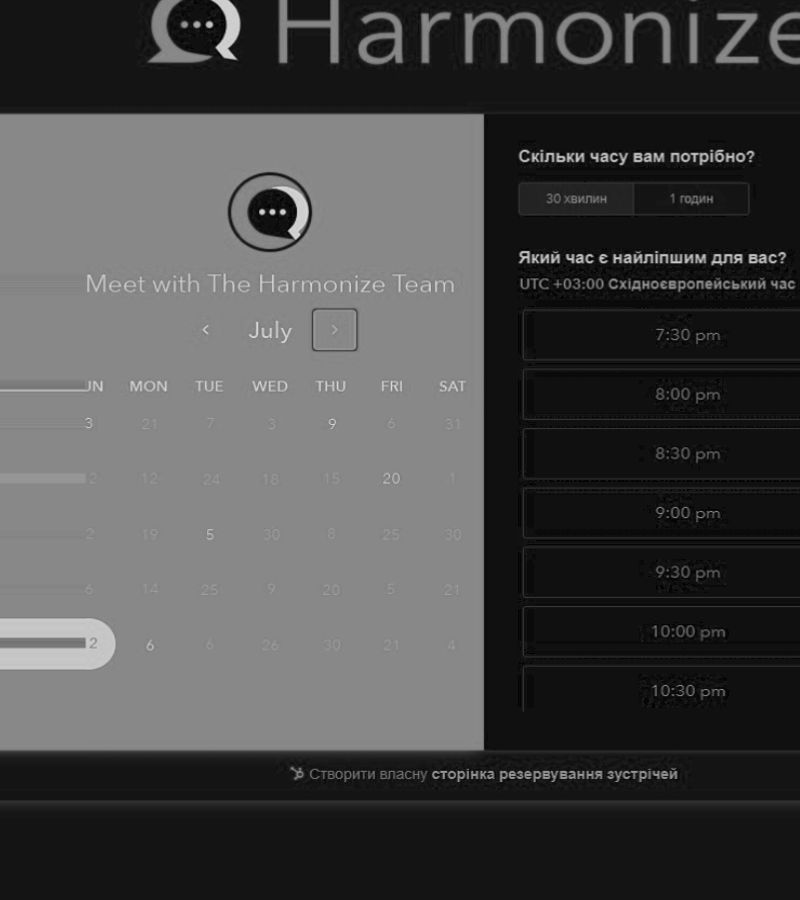 Harmonize
Meet with The Harmonize Team
July
UN MON TUE WED THU FRI SAT
3 21 7 3 9 6 31
2 12 24 18 15 20 1
2 19 5 30 8 25 30
6 14 25 9 20 5 21
2 6 6 26 30 21 4
Скільки часу вам потрібно?
30 хвилин 1 годин
Який час є найліпшим для вас?
UTC +03:00 Східноєвропейський час
7:30 pm
8:00 pm
8:30 pm
9:00 pm
9:30 pm
10:00 pm
10:30 pm
Створити власну сторінка резервування зустрічей